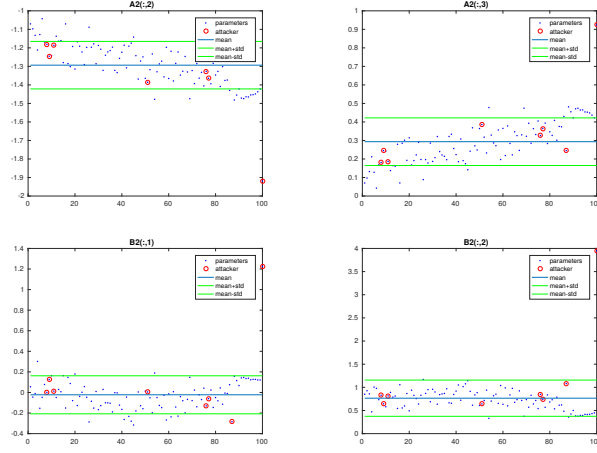 A2(:,2)
-1
-1.1
-1.2
-1.3
-1.4
-1.5
-1.6
-1.7
-1.8
-1.9
-2
0 20 40 60 80 100
parameters
attacker
mean
mean+std
mean-std
A2(:,3)
1
0.9
0.8
0.7
0.6
0.5
0.4
0.3
0.2
0.1
0
0 20 40 60 80 100
parameters
attacker
mean
mean+std
mean-std
B2(:,1)
1.4
1.2
1
0.8
0.6
0.4
0.2
0
-0.2
-0.4
0 20 40 60 80 100
parameters
attacker
mean
mean+std
mean-std
B2(:,2)
4
3.5
3
2.5
2
1.5
1
0.5
0
0 20 40 60 80 100
parameters
attacker
mean
mean+std
mean-std